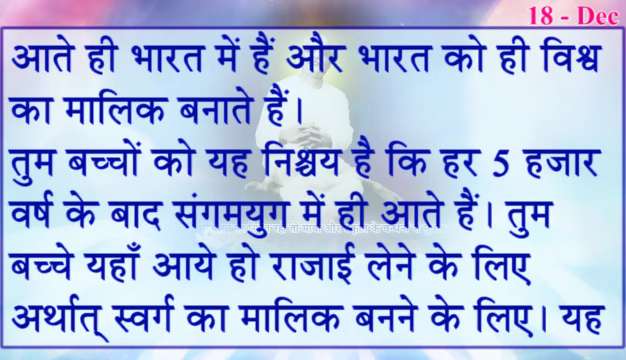 18 - Dec
आते ही भारत में हैं और भारत को ही विश्व
का मालिक बनाते हैं।
तुम बच्चों को यह निश्चय है कि हर 5 हजार
वर्ष के बाद संगमयुग में ही आते हैं। तुम
बच्चे यहाँ आये हो राजाई लेने के लिए
अर्थात् स्वर्ग का मालिक बनने के लिए। यह